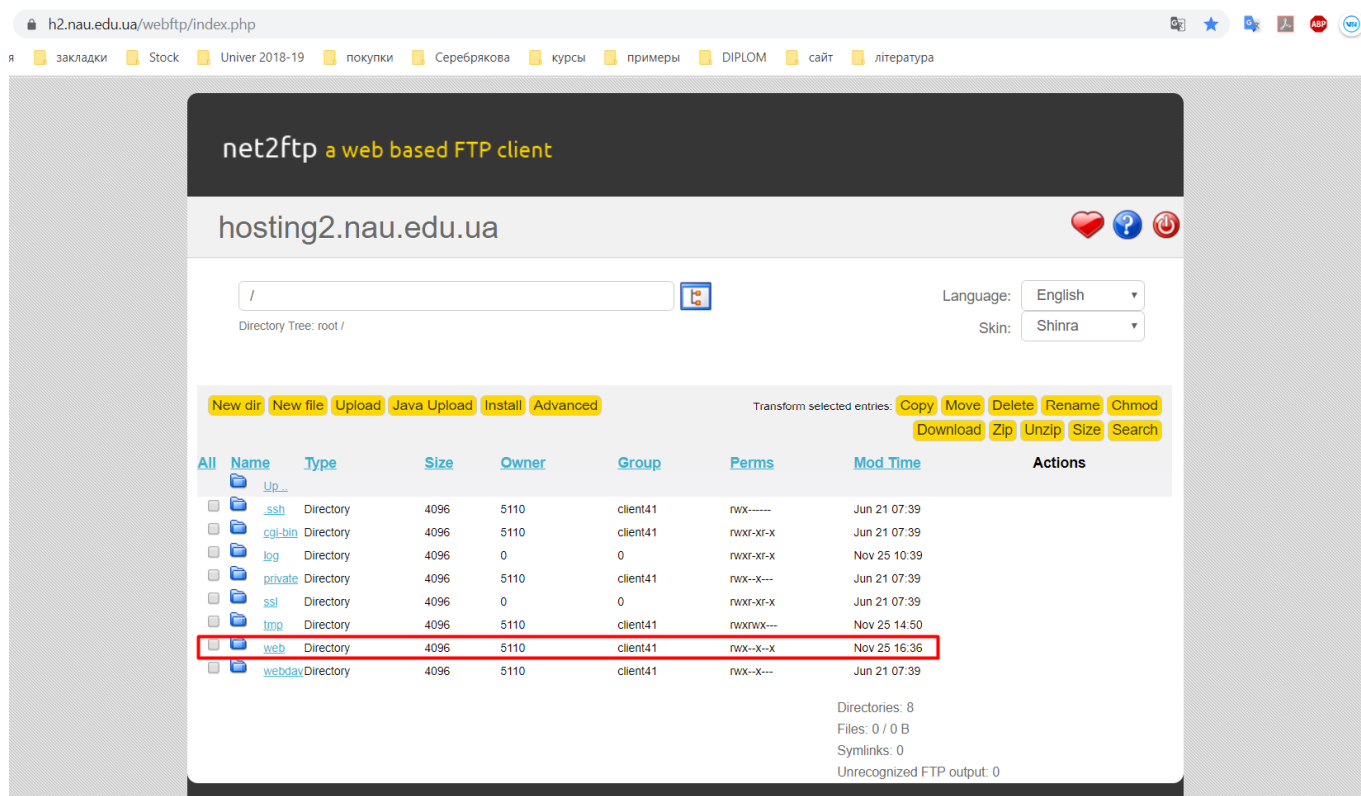 h2.nau.edu.ua/webftp/index.php
я закладки Stock Univer 2018-19 покупки Серебрякова курсы примеры DIPLOM сайт література
net2ftp a web based FTP client
hosting2.nau.edu.ua
/
Directory Tree: root /
Language: English
Skin: Shinra
New dir New file Upload Java Upload Install Advanced
Transform selected entries: Copy Move Delete Rename Chmod
Download Zip Unzip Size Search
All Name Type Size Owner Group Perms Mod Time Actions
Up ..
.ssh Directory 4096 5110 client41 rwx------ Jun 21 07:39
cgi-bin Directory 4096 5110 client41 rwxr-xr-x Jun 21 07:39
log Directory 4096 0 0 rwxr-xr-x Nov 25 10:39
private Directory 4096 5110 client41 rwx--x--- Jun 21 07:39
ssl Directory 4096 0 0 rwxr-xr-x Jun 21 07:39
tmp Directory 4096 5110 client41 rwxrwx--- Nov 25 14:50
web Directory 4096 5110 client41 rwx--x--x Nov 25 16:36
webdav Directory 4096 5110 client41 rwx--x--- Jun 21 07:39
Directories: 8
Files: 0 / 0 B
Symlinks: 0
Unrecognized FTP output: 0
ABP